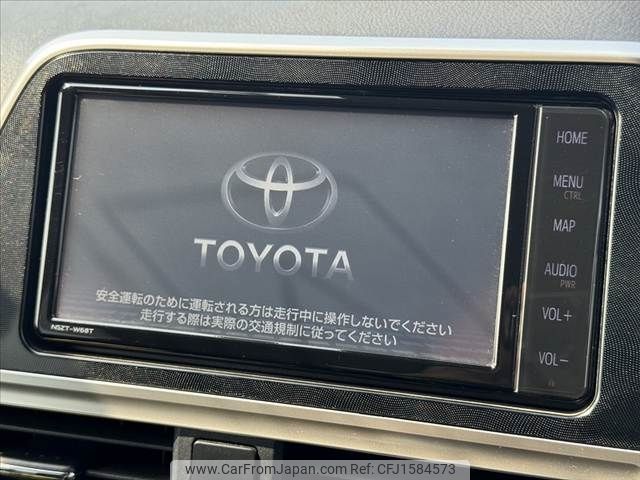 TOYOTA
安全運転のために運転される方は走行中に操作しないでください
走行する際は実際の交通規制に従ってください
NSZT-W68T
HOME
MENU
CTRL
MAP
AUDIO
PWR
VOL+
VOL-
www.CarFromJapan.com - CFJ1584573